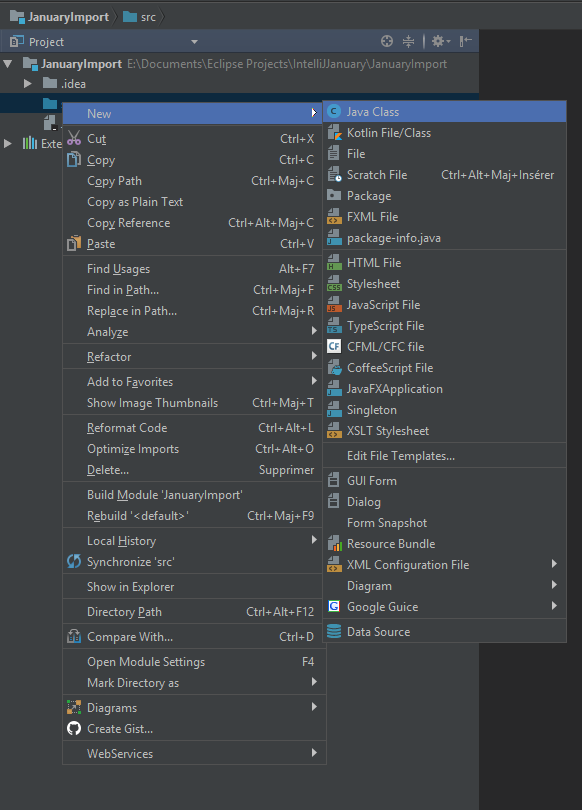 JanuaryImport
src
Project
JanuaryImport E:\Documents\Eclipse Projects\IntelliJanuary\JanuaryImport
.idea
Exte
New
Cut Ctrl+X
Copy Ctrl+C
Copy Path Ctrl+Maj+C
Copy as Plain Text
Copy Reference Ctrl+Alt+Maj+C
Paste Ctrl+V
Find Usages Alt+F7
Find in Path... Ctrl+Maj+F
Replace in Path... Ctrl+Maj+R
Analyze
Refactor
Add to Favorites
Show Image Thumbnails Ctrl+Maj+T
Reformat Code Ctrl+Alt+L
Optimize Imports Ctrl+Alt+O
Delete... Supprimer
Build Module 'JanuaryImport'
Rebuild '<default>' Ctrl+Maj+F9
Local History
Synchronize 'src'
Show in Explorer
Directory Path Ctrl+Alt+F12
Compare With... Ctrl+D
Open Module Settings F4
Mark Directory as
Diagrams
Create Gist...
WebServices
Java Class
Kotlin File/Class
File
Scratch File Ctrl+Alt+Maj+Insérer
Package
FXML File
package-info.java
HTML File
Stylesheet
JavaScript File
TypeScript File
CFML/CFC file
CoffeeScript File
JavaFXApplication
Singleton
XSLT Stylesheet
Edit File Templates...
GUI Form
Dialog
Form Snapshot
Resource Bundle
XML Configuration File
Diagram
Google Guice
Data Source